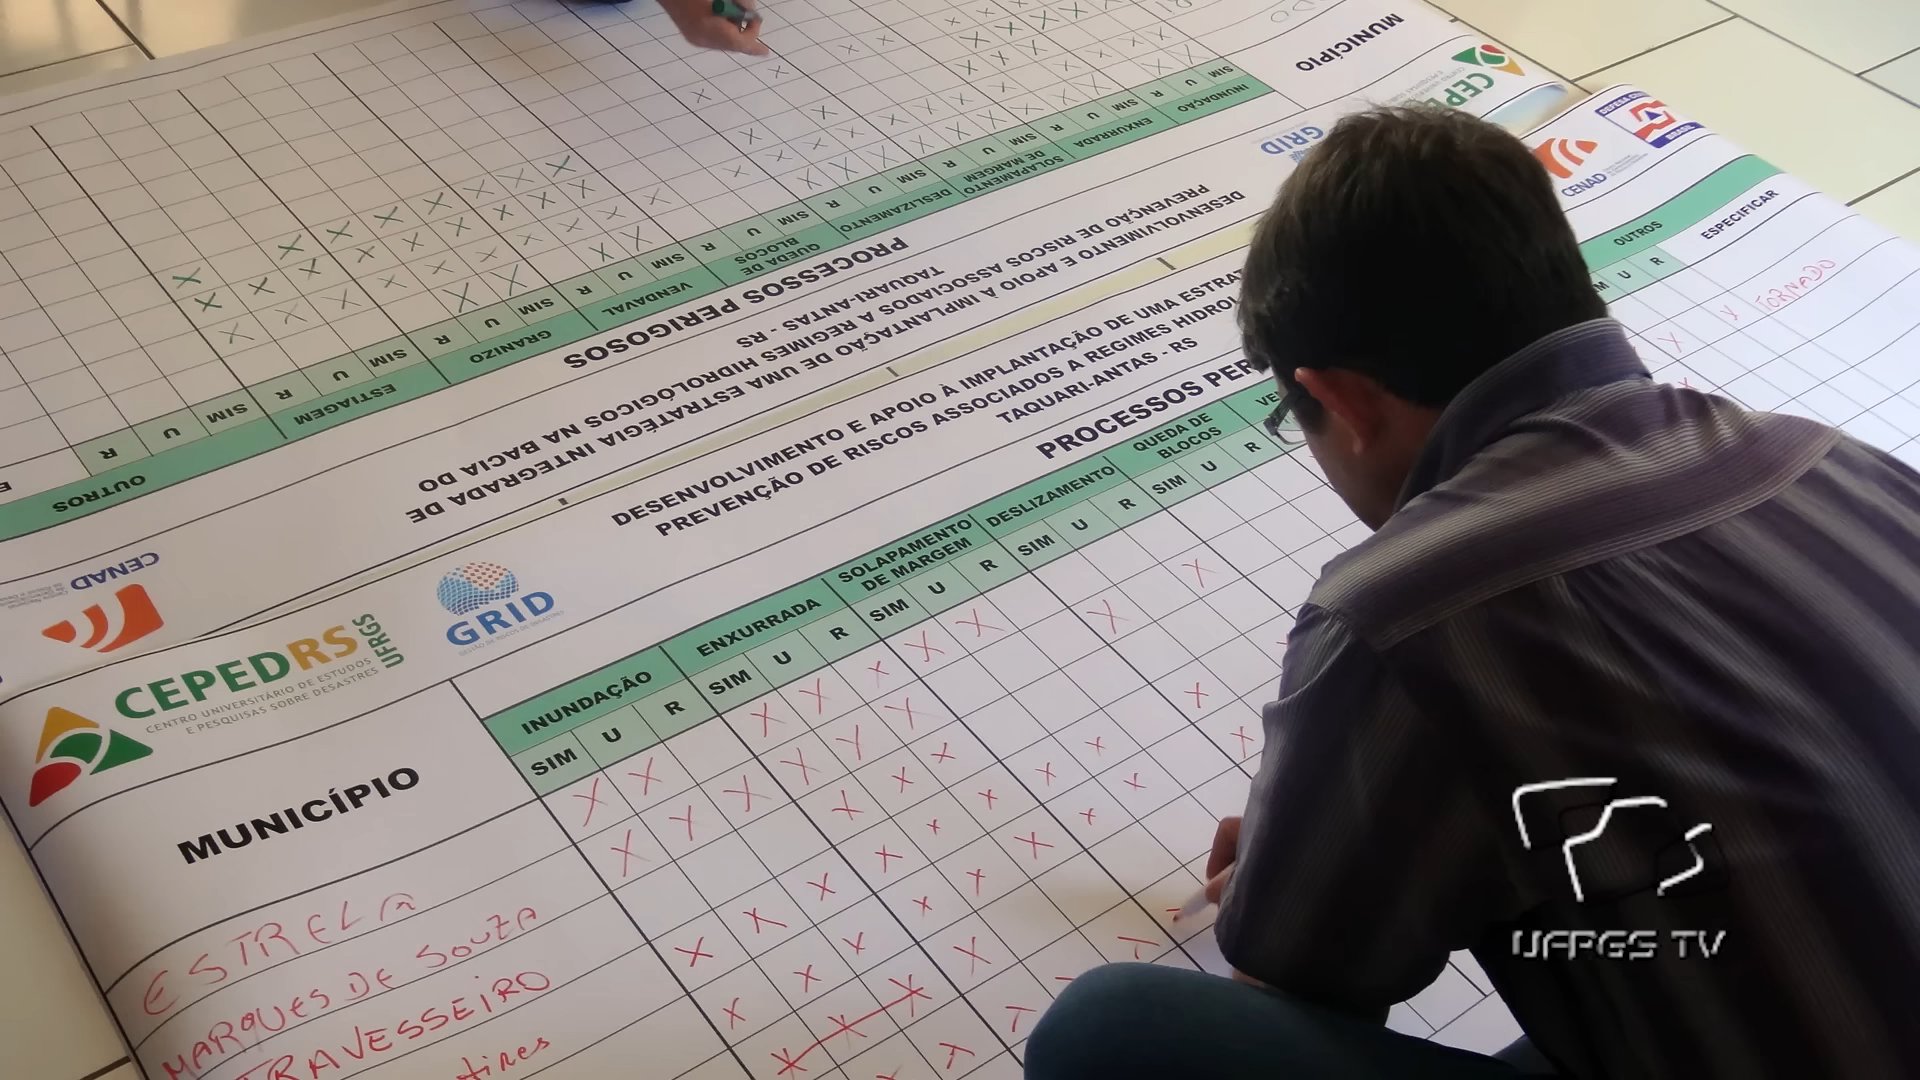 MUNICÍPIO
INUNDAÇÃO
ENXURRADA
SOLAPAMENTO
DE MARGEM
DESLIZAMENTO
QUEDA DE
BLOCOS
VENDAVAL
GRANIZO
ESTIAGEM
OUTROS
SIM U R SIM U R SIM U R SIM U R SIM U R SIM U R SIM U R SIM U R
PROCESSOS PERIGOSOS
DESENVOLVIMENTO E APOIO À IMPLANTAÇÃO DE UMA ESTRATÉGIA INTEGRADA DE
PREVENÇÃO DE RISCOS ASSOCIADOS A REGIMES HIDROLÓGICOS NA BACIA DO
TAQUARI-ANTAS - RS
GRID
CENAD
DEFESA
BRASIL
CENAD
CEPEDRS
UFRGS
CENTRO UNIVERSITÁRIO DE ESTUDOS
E PESQUISAS SOBRE DESASTRES
GRID
DESENVOLVIMENTO E APOIO À IMPLANTAÇÃO DE UMA
PREVENÇÃO DE RISCOS ASSOCIADOS A REGIMES
TAQUARI-ANTAS - RS
PROCESSOS
MUNICÍPIO
INUNDAÇÃO
ENXURRADA
SOLAPAMENTO
DE MARGEM
DESLIZAMENTO
QUEDA DE
BLOCOS
OUTROS
ESPECIFICAR
SIM U R SIM U R SIM U R SIM U R SIM U R
U R
TORNADO
ESTRELA
MARQUES DE SOUZA
TRAVESSEIRO
UFRGS TV